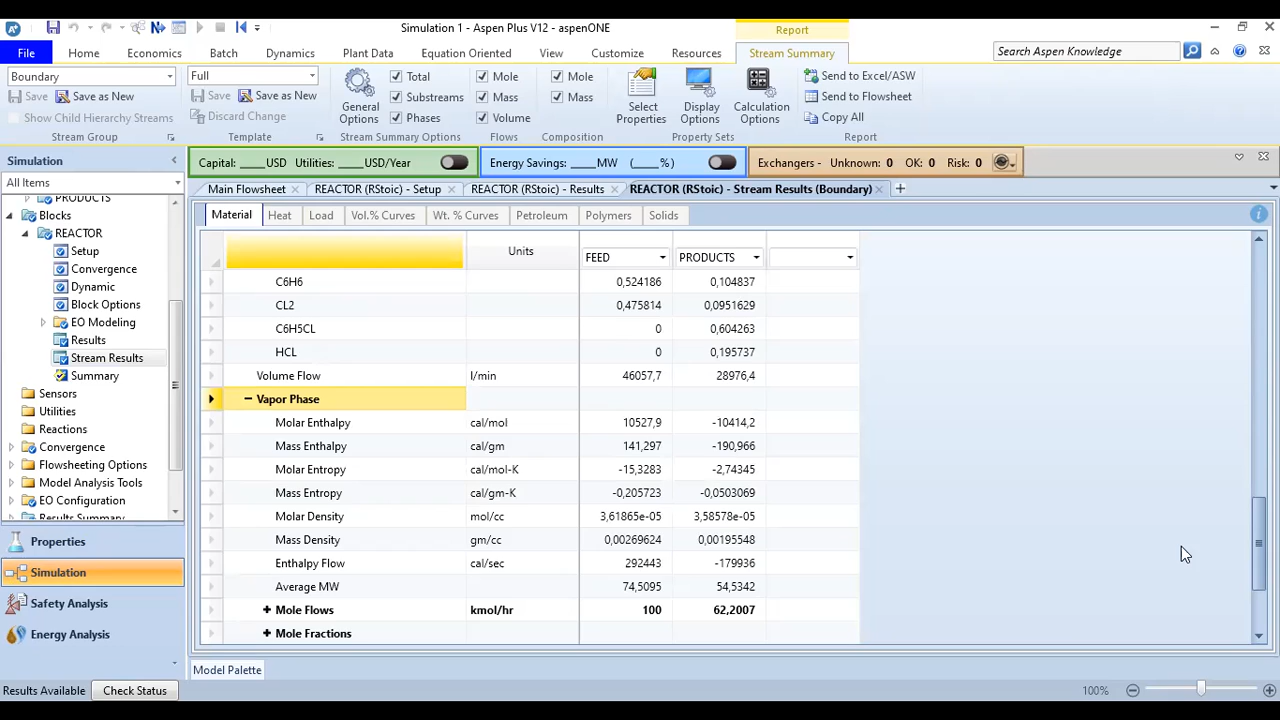 Simulation 1 - Aspen Plus V12 - aspenONE
Report
File Home Economics Batch Dynamics Plant Data Equation Oriented View Customize Resources Stream Summary Search Aspen Knowledge
Boundary Full Total Mole Mole Send to Excel/ASW
Save Save as New Save Save as New General Options Substreams Mass Mass Select Properties Display Options Calculation Options Send to Flowsheet
Show Child Hierarchy Streams Discard Change Phases Volume Copy All
Stream Group Template Stream Summary Options Flows Composition Property Sets Report
Simulation Capital: ____USD Utilities: ____USD/Year Energy Savings: ____MW (____%) Exchangers - Unknown: 0 OK: 0 Risk: 0
All Items Main Flowsheet REACTOR (RStoic) - Setup REACTOR (RStoic) - Results REACTOR (RStoic) - Stream Results (Boundary)
PRODUCTS
Blocks
REACTOR
Setup
Convergence
Dynamic
Block Options
EO Modeling
Results
Stream Results
Summary
Sensors
Utilities
Reactions
Convergence
Flowsheeting Options
Model Analysis Tools
EO Configuration
Results Summary
Properties
Simulation
Safety Analysis
Energy Analysis
Material Heat Load Vol.% Curves Wt. % Curves Petroleum Polymers Solids
Units FEED PRODUCTS
C6H6 0,524186 0,104837
CL2 0,475814 0,0951629
C6H5CL 0 0,604263
HCL 0 0,195737
Volume Flow l/min 46057,7 28976,4
Vapor Phase
Molar Enthalpy cal/mol 10527,9 -10414,2
Mass Enthalpy cal/gm 141,297 -190,966
Molar Entropy cal/mol-K -15,3283 -2,74345
Mass Entropy cal/gm-K -0,205723 -0,0503069
Molar Density mol/cc 3,61865e-05 3,58578e-05
Mass Density gm/cc 0,00269624 0,00195548
Enthalpy Flow cal/sec 292443 -179936
Average MW 74,5095 54,5342
Mole Flows kmol/hr 100 62,2007
Mole Fractions
Model Palette
Results Available Check Status 100%